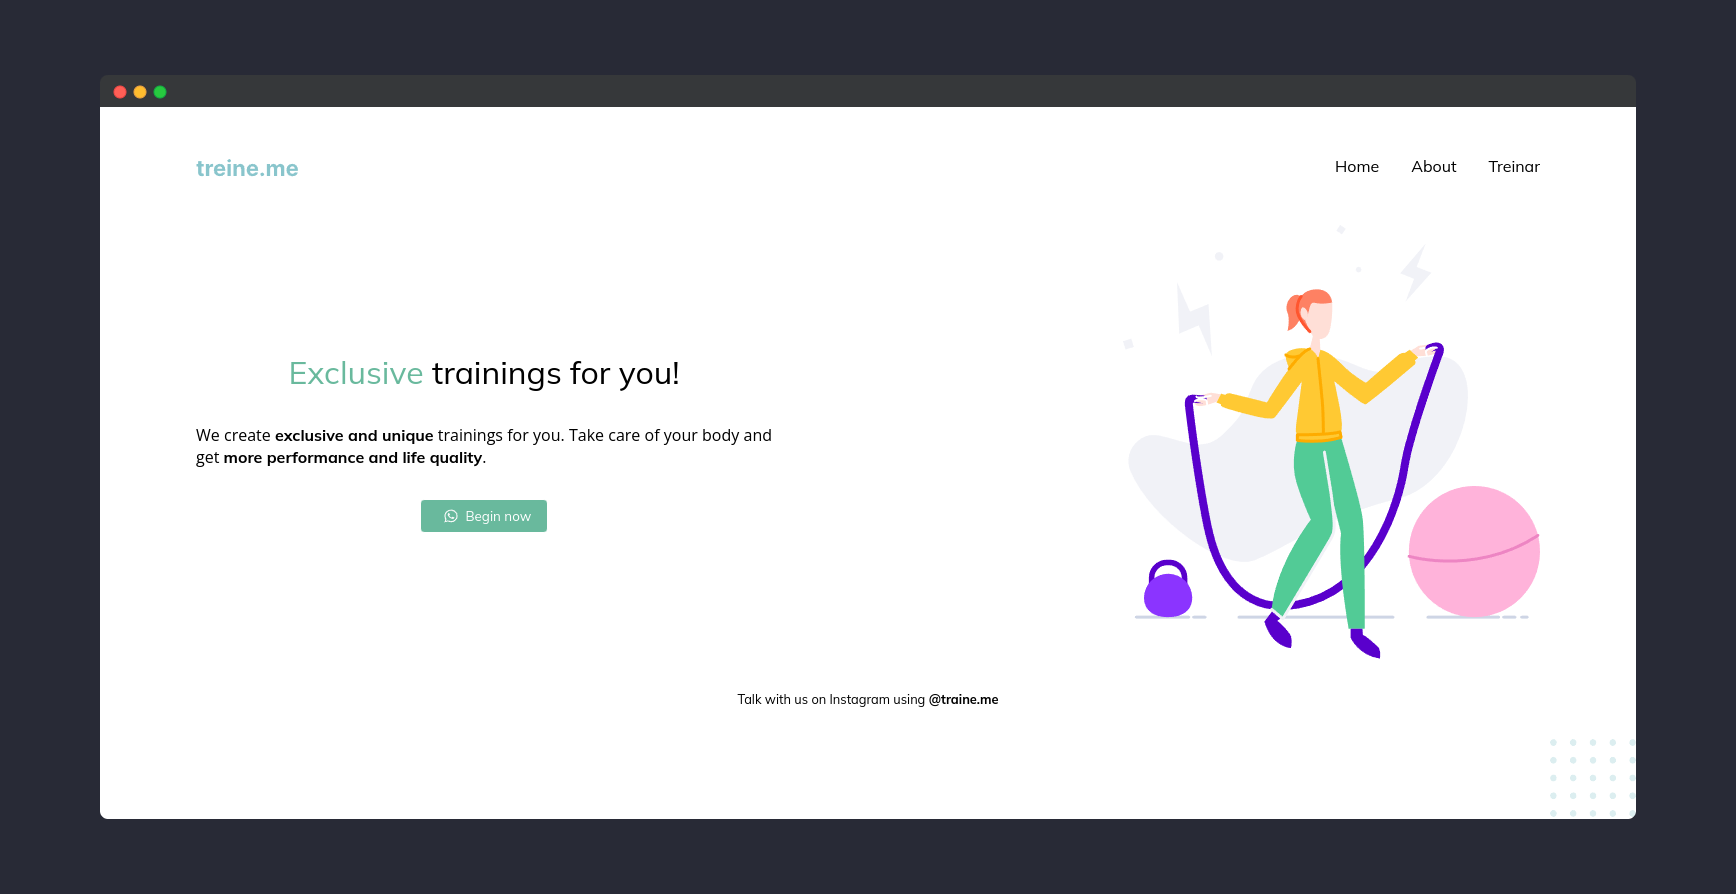 treine.me
Home About Treinar
Exclusive trainings for you!
We create exclusive and unique trainings for you. Take care of your body and
get more performance and life quality.
Begin now
Talk with us on Instagram using @traine.me